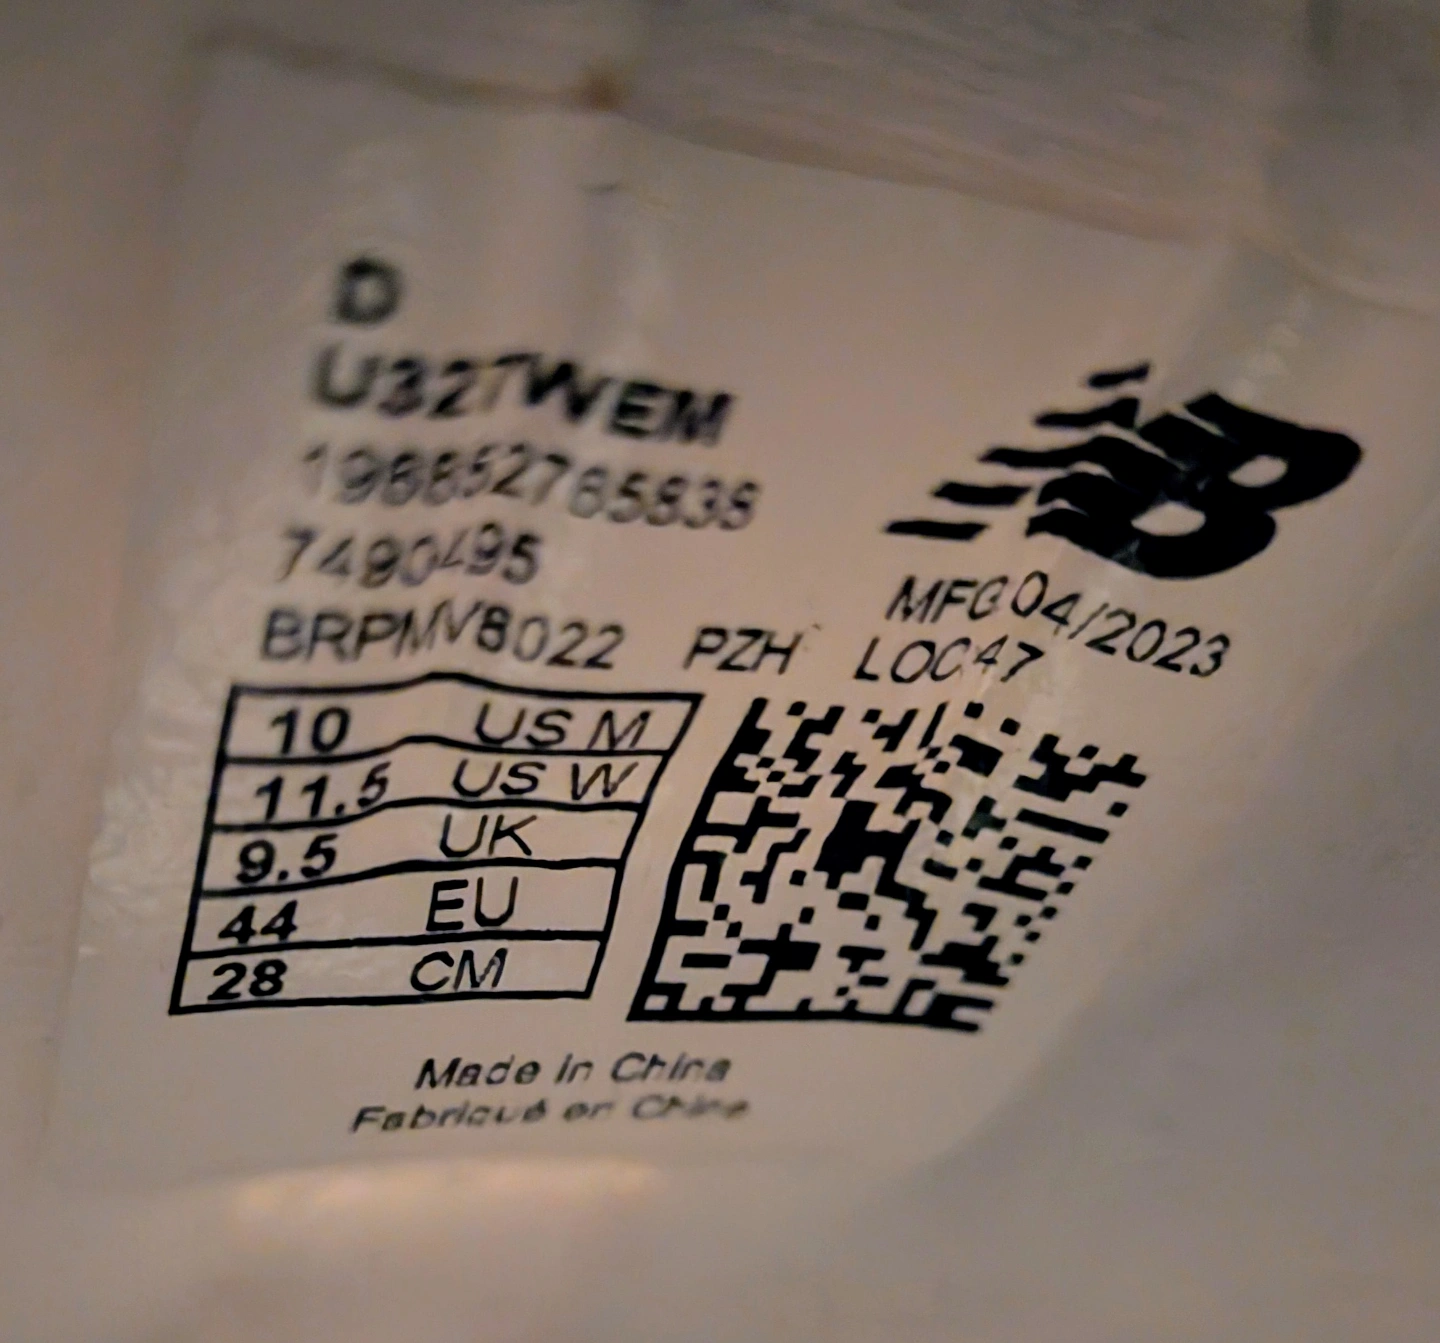 D
U327WEM
7490495
BRPMV8022 PZH LOC47
MFG 04/2023
10 US M
11.5 US W
9.5 UK
44 EU
28 CM
Made in China
Fabriqué en Chine